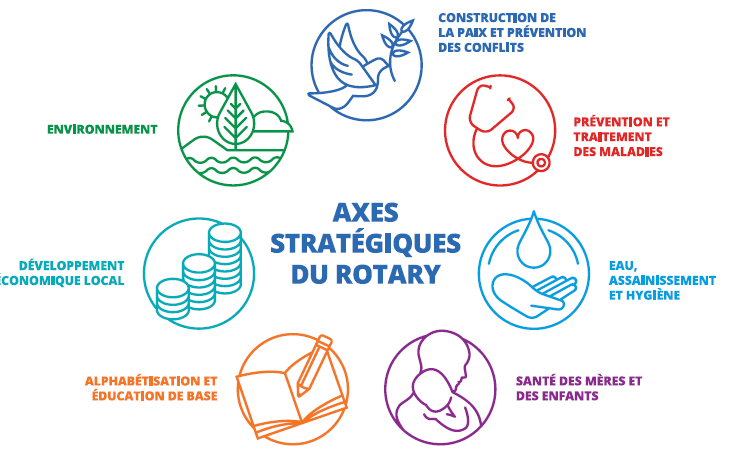 CONSTRUCTION DE
LA PAIX ET PRÉVENTION
DES CONFLITS
ENVIRONNEMENT
PRÉVENTION ET
TRAITEMENT
DES MALADIES
AXES
STRATÉGIQUES
DU ROTARY
DÉVELOPPEMENT
ÉCONOMIQUE LOCAL
EAU,
ASSAINISSEMENT
ET HYGIÈNE
ALPHABÉTISATION ET
ÉDUCATION DE BASE
SANTÉ DES MÈRES ET
DES ENFANTS